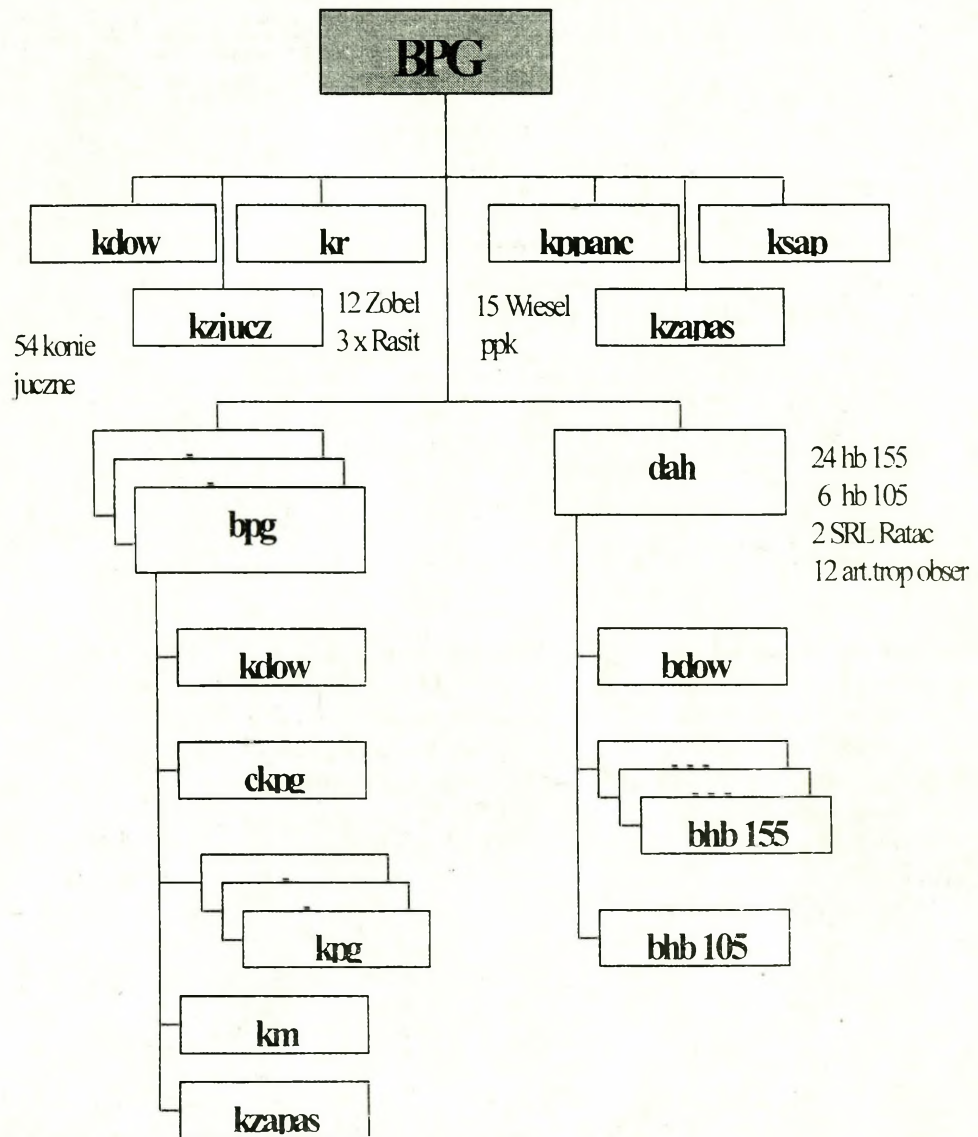 BPG
kdow
kr
kppanc
ksap
kzjucz
12 Zobel
3 x Rasit
15 Wiesel
ppk
kzapas
54 konie
juczne
bpg
dah
24 hb 155
6 hb 105
2 SRL Ratac
12 art.trop obser
kdow
bdow
ckpg
bhb 155
kpg
bhb 105
km
kzapas